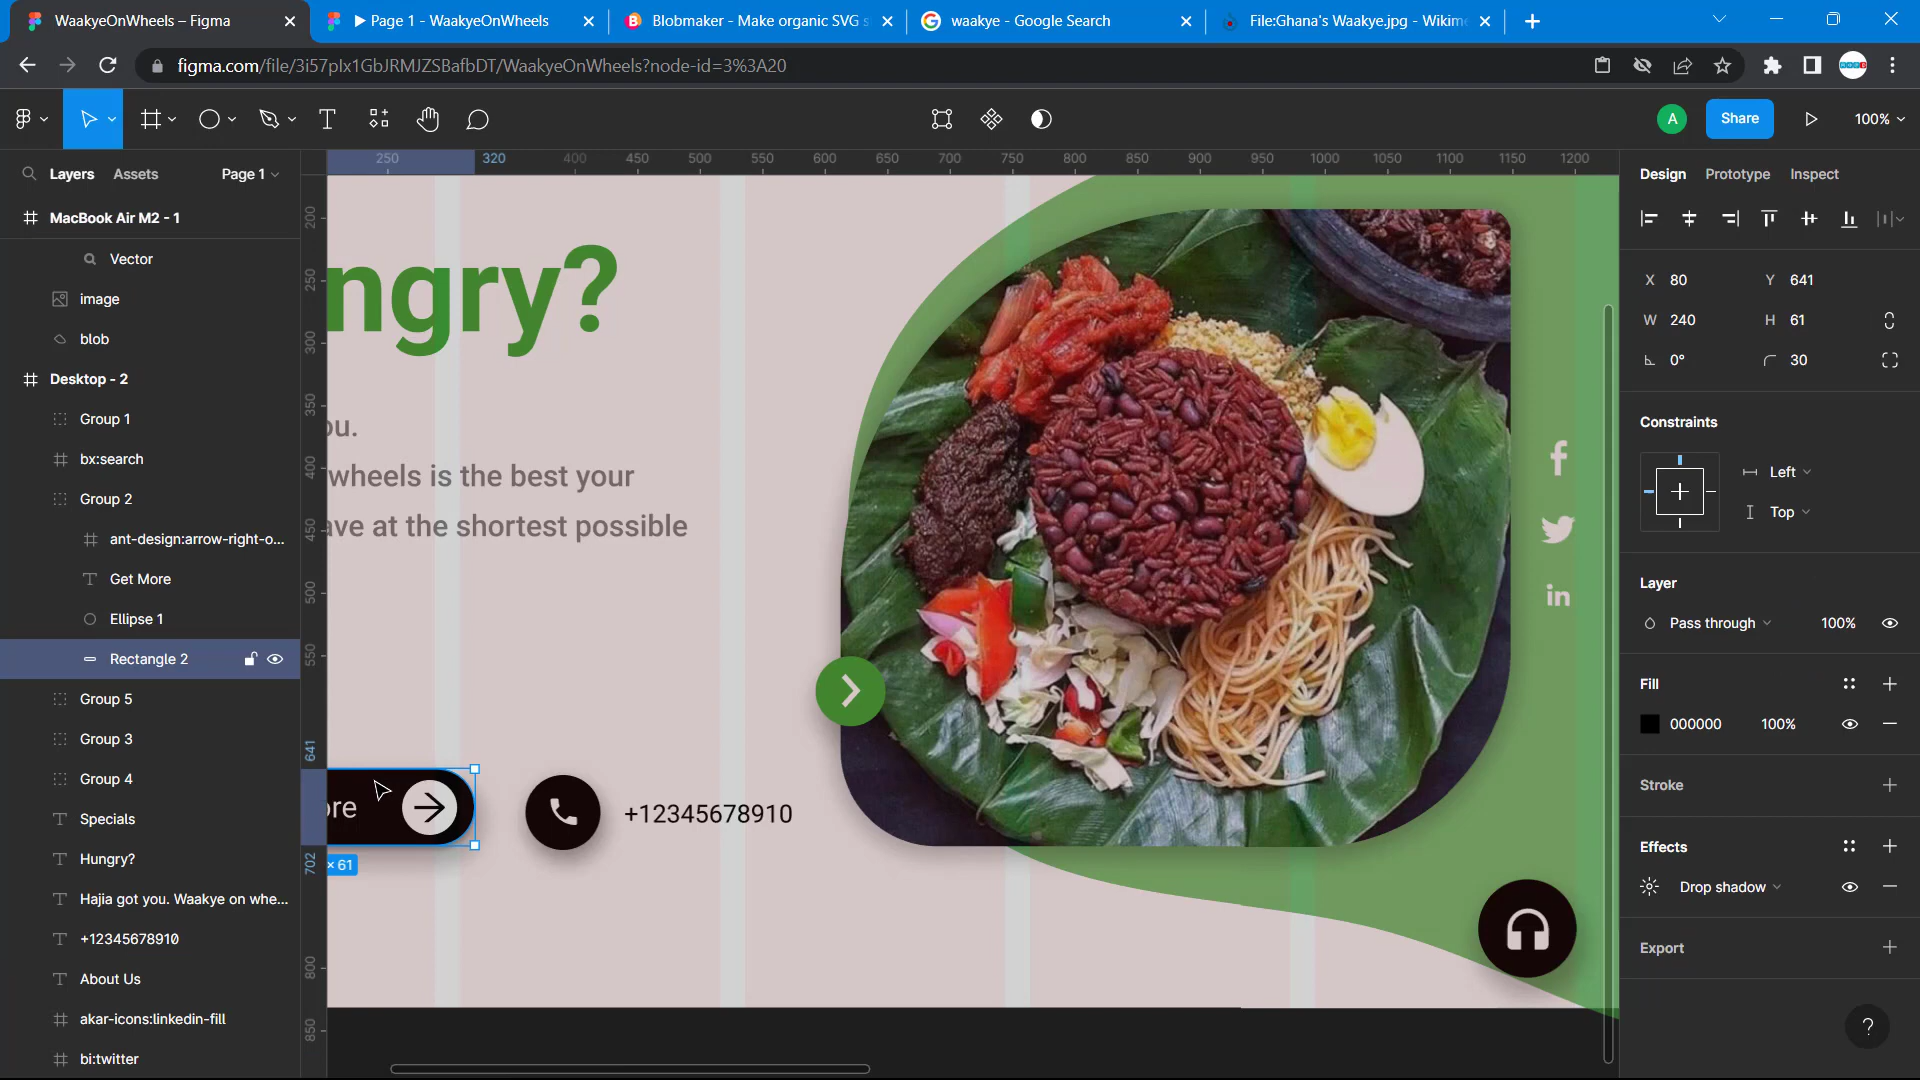 WaakyeOnWheels – Figma
Page 1 - WaakyeOnWheels
Blobmaker - Make organic SVG s
waakye - Google Search
File:Ghana's Waakye.jpg - Wikime
figma.com/file/3i57pIx1GbJRMJZSBafbDT/WaakyeOnWheels?node-id=3%3A20
A
Share
100%
Layers
Assets
Page 1
250
320
400
450
500
550
600
650
700
750
800
850
900
950
1000
1050
1100
1150
1200
Design
Prototype
Inspect
MacBook Air M2 - 1
Vector
image
blob
Desktop - 2
Group 1
bx:search
Group 2
ant-design:arrow-right-o...
Get More
Ellipse 1
Rectangle 2
Group 5
Group 3
Group 4
Specials
Hungry?
Hajia got you. Waakye on whe...
+12345678910
About Us
akar-icons:linkedin-fill
bi:twitter
200
250
300
350
400
450
500
550
641
702
800
850
ngry?
ou.
wheels is the best your
ave at the shortest possible
ore
× 61
+12345678910
f
in
X 80
Y 641
W 240
H 61
0°
30
Constraints
Left
Top
Layer
Pass through
100%
Fill
000000
100%
Stroke
Effects
Drop shadow
Export
?